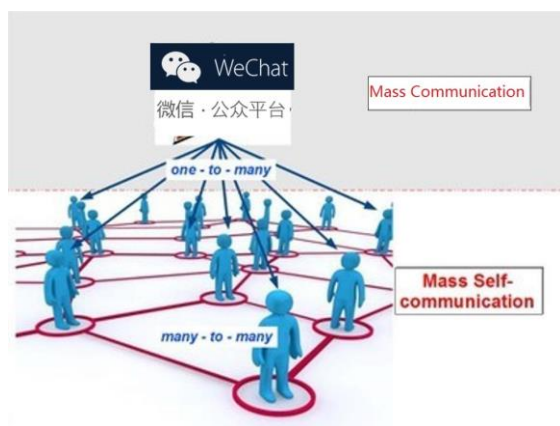 WeChat
Mass Communication
微信 · 公众平台 ·
one - to - many
Mass Self-
communication
many - to - many